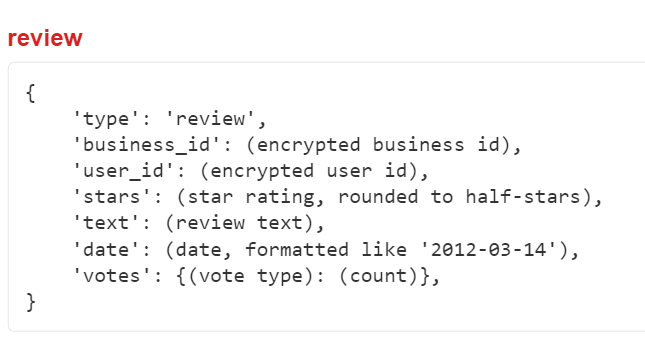 review
{
    'type': 'review',
    'business_id': (encrypted business id),
    'user_id': (encrypted user id),
    'stars': (star rating, rounded to half-stars),
    'text': (review text),
    'date': (date, formatted like '2012-03-14'),
    'votes': {(vote type): (count)},
}